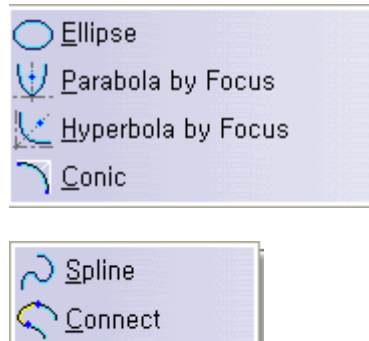 Ellipse
Parabola by Focus
Hyperbola by Focus
Conic
Spline
Connect